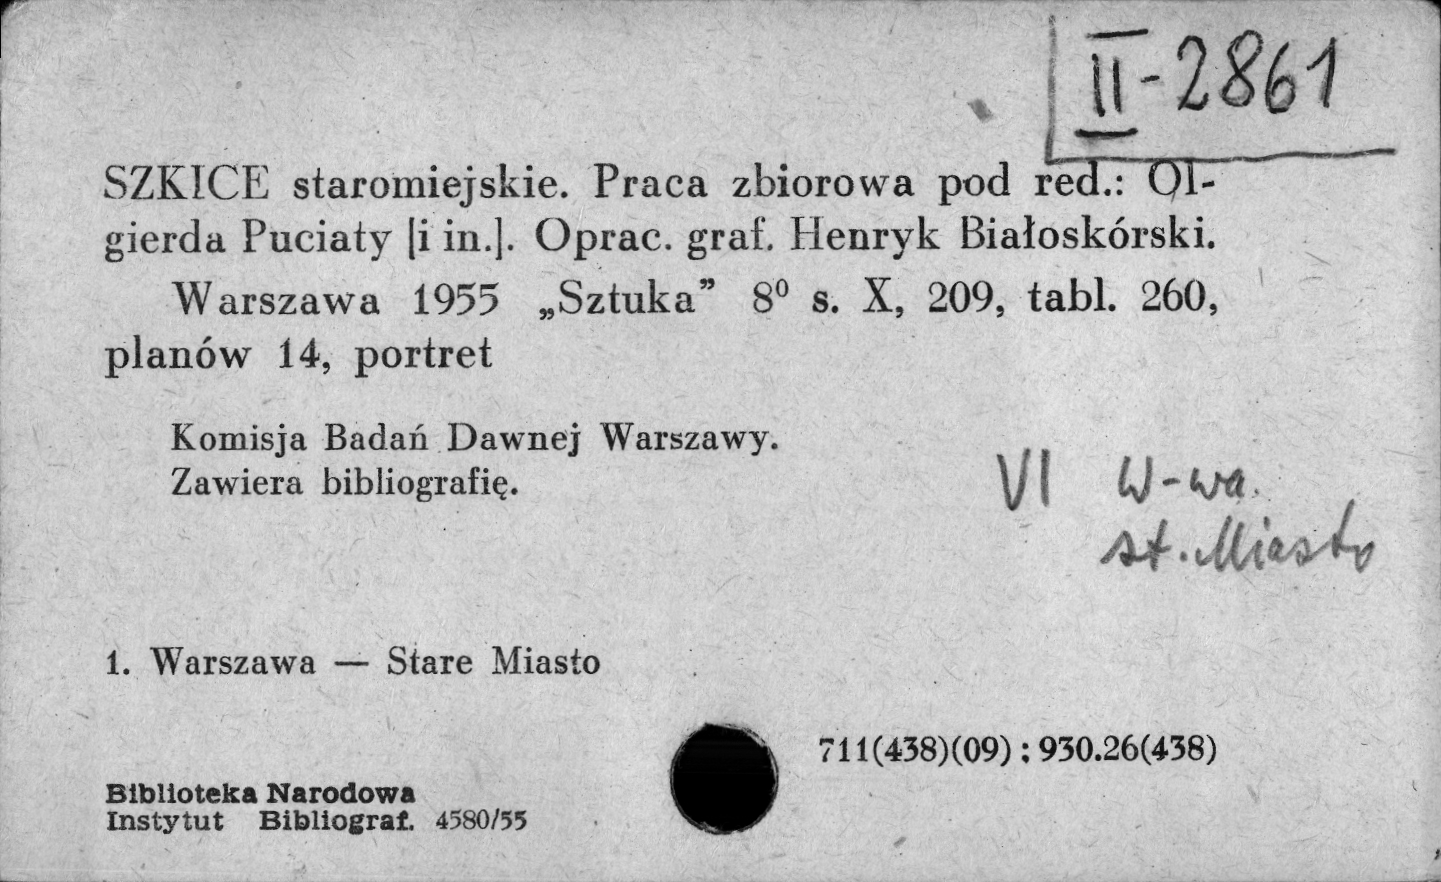 II-2861
SZKICE staromiejskie. Praca zbiorowa pod red.: Ol-
gierda Puciaty [i in.]. Oprac. graf. Henryk Białoskórski.
Warszawa 1955 „Sztuka” 8⁰ s. X, 209, tabl. 260,
planów 14, portret
Komisja Badań Dawnej Warszawy.
Zawiera bibliografię.
VI W-wa.
st. Miasto
1. Warszawa — Stare Miasto
711(438)(09) ; 930.26(438)
Biblioteka Narodowa
Instytut Bibliograf. 4580/55